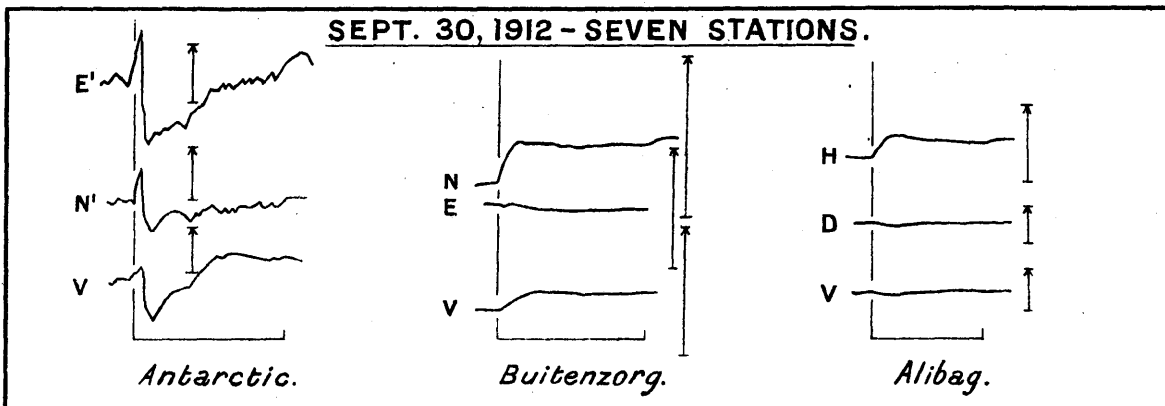 SEPT. 30, 1912 - SEVEN STATIONS.
E'
N'
V
Antarctic.
N
E
V
Buitenzorg.
H
D
V
Alibag.